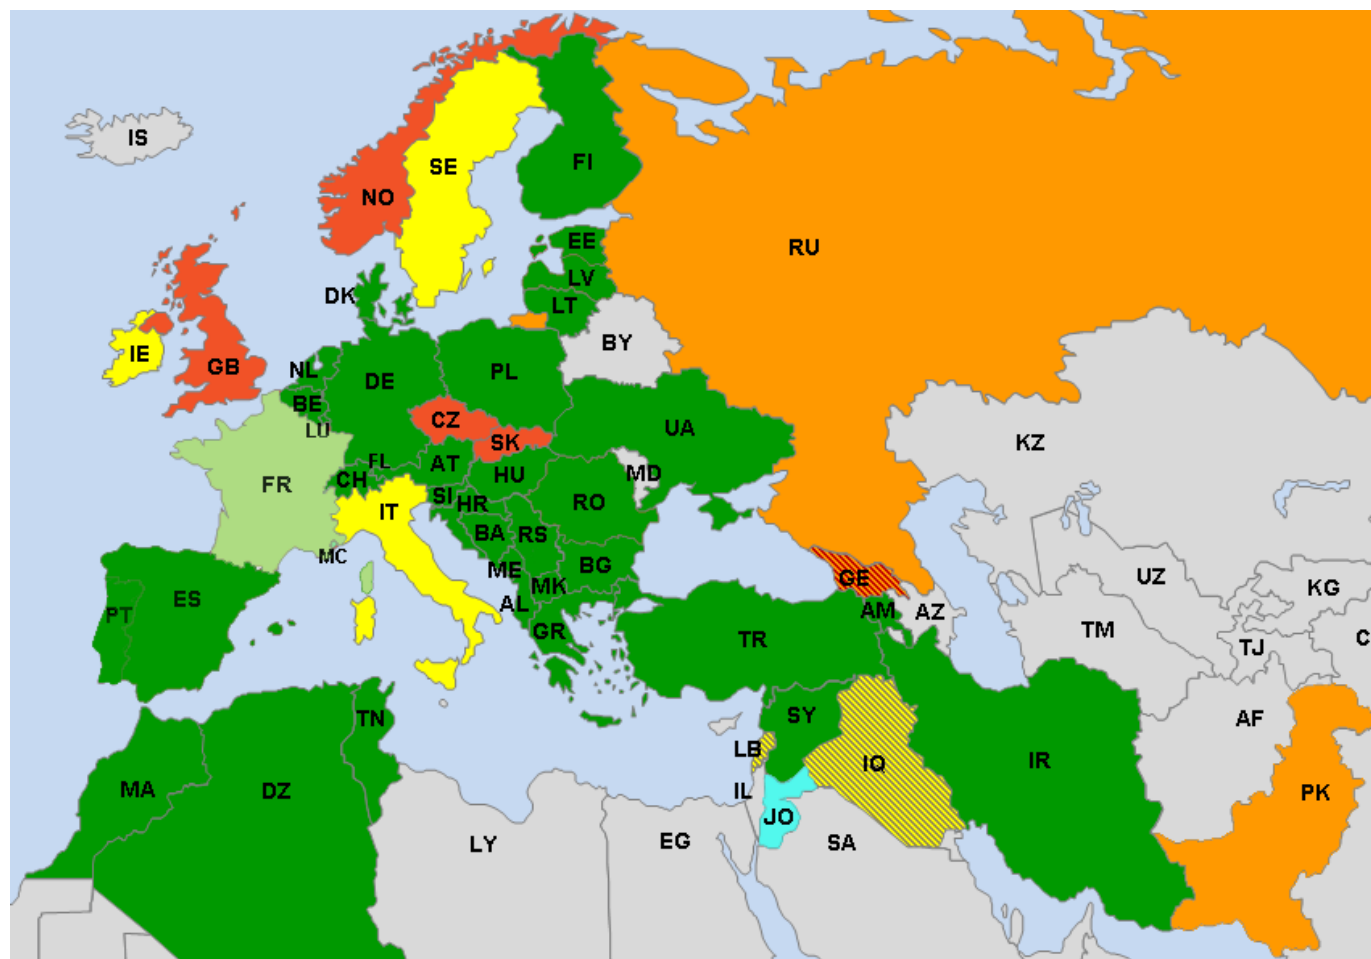 IS
SE
FI
NO
RU
EE
LV
DK
LT
BY
IE
GB
NL
DE
PL
BE
LU
CZ
SK
UA
KZ
FR
FL
CH
AT
HU
MD
SI
HR
RO
IT
BA
RS
MC
ME
BG
MK
GE
UZ
KG
PT
ES
AL
AM
AZ
GR
TR
TM
TJ
C
TN
SY
AF
LB
IQ
IR
MA
DZ
IL
PK
JO
LY
EG
SA